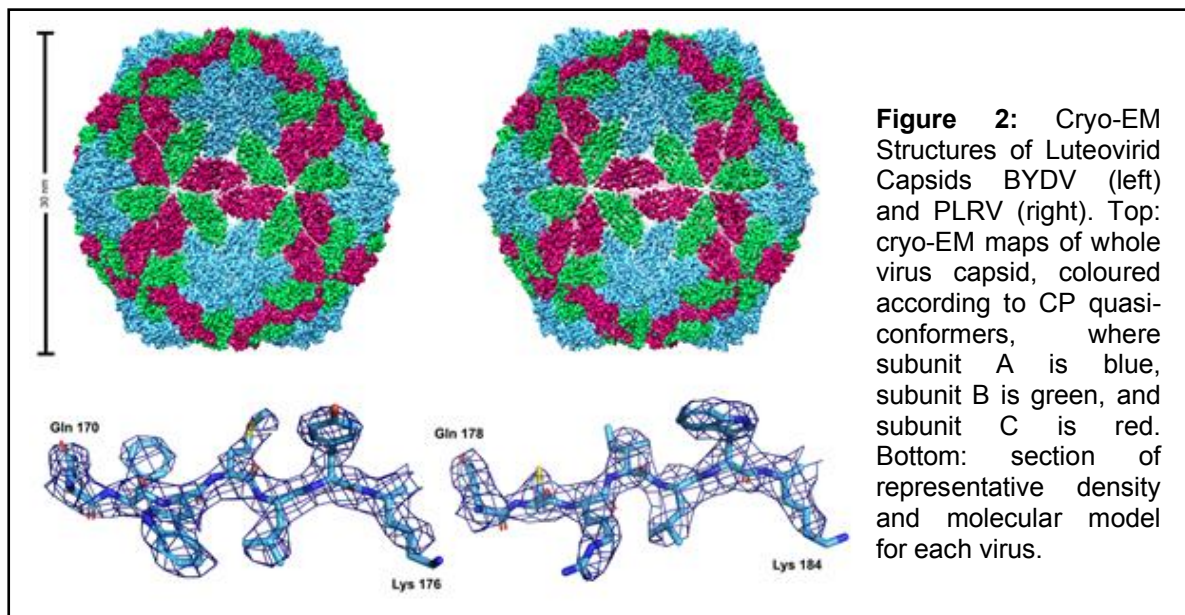 30 nm
Figure 2: Cryo-EM
Structures of Luteovirid
Capsids BYDV (left)
and PLRV (right). Top:
cryo-EM maps of whole
virus capsid, coloured
according to CP quasi-
conformers, where
subunit A is blue,
subunit B is green, and
subunit C is red.
Bottom: section of
representative density
and molecular model
for each virus.
Gln 170
Lys 176
Gln 178
Lys 184